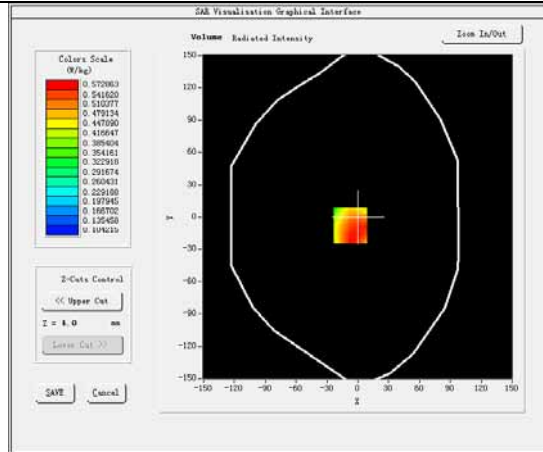 SAR Visualisation Graphical Interface
Volume Radiated Intensity
Zoom In/Out
Colors Scale
(W/kg)
0.572863
0.541620
0.510377
0.479134
0.447890
0.416647
0.385404
0.354161
0.322918
0.291674
0.260431
0.229188
0.197945
0.166702
0.135458
0.104215
150
120
90
60
30
0
-30
-60
-90
-120
-150
Y
-150 -120 -90 -60 -30 0 30 60 90 120 150
X
Z-Cuts Control
<< Upper Cut
Z = 4.0 mm
Lower Cut >>
SAVE Cancel